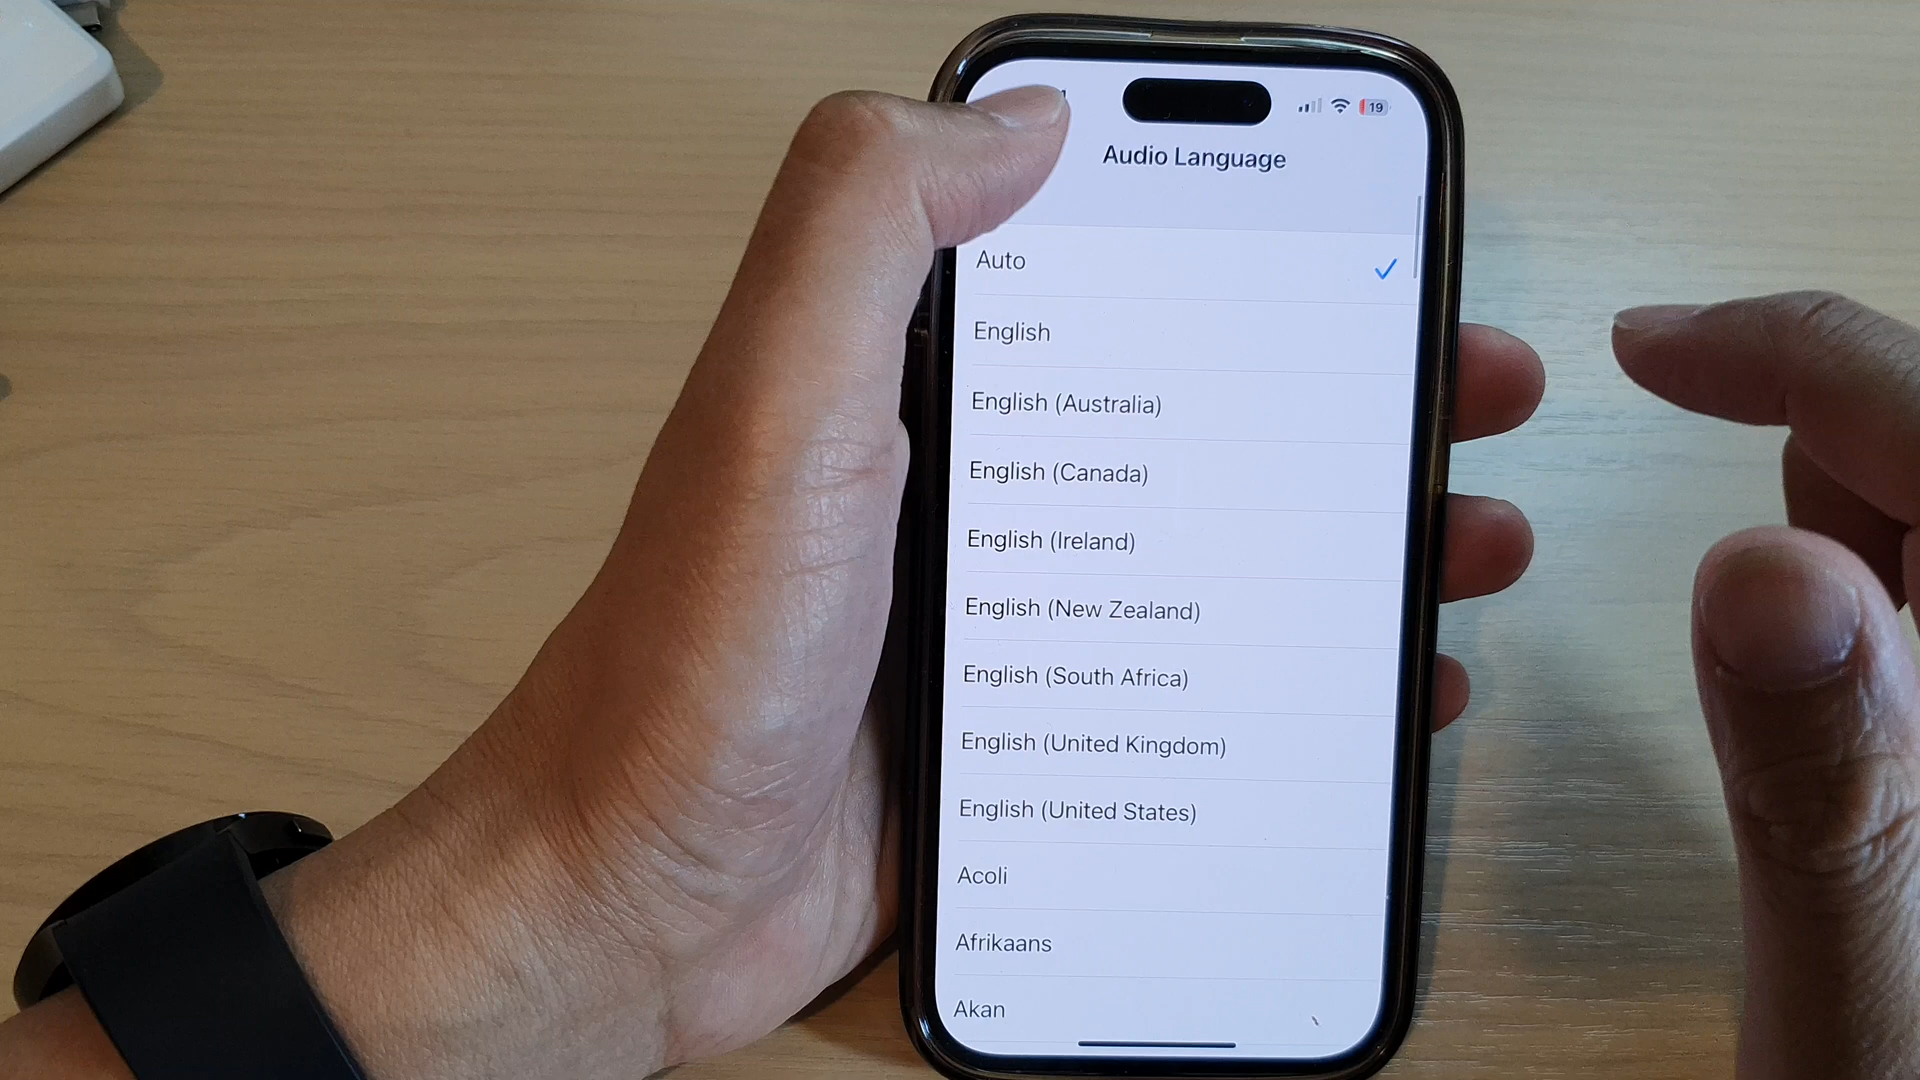 19
Audio Language
Auto
English
English (Australia)
English (Canada)
English (Ireland)
English (New Zealand)
English (South Africa)
English (United Kingdom)
English (United States)
Acoli
Afrikaans
Akan